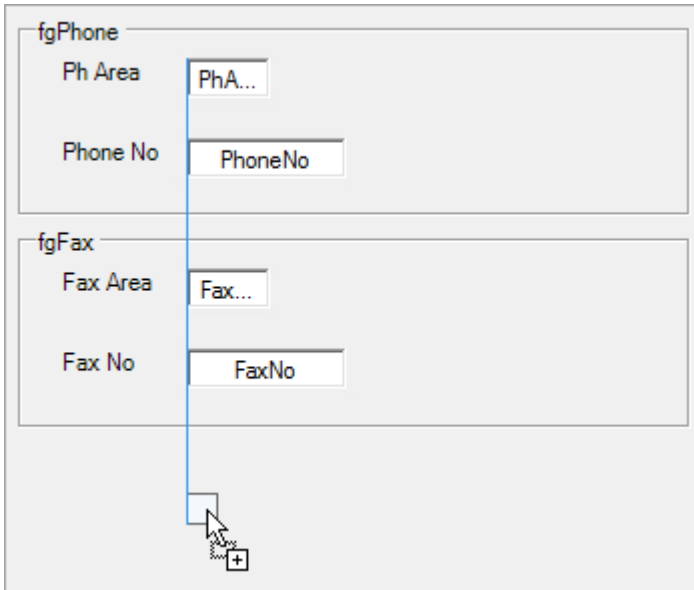 fgPhone
Ph Area PhA...
Phone No PhoneNo
fgFax
Fax Area Fax...
Fax No FaxNo